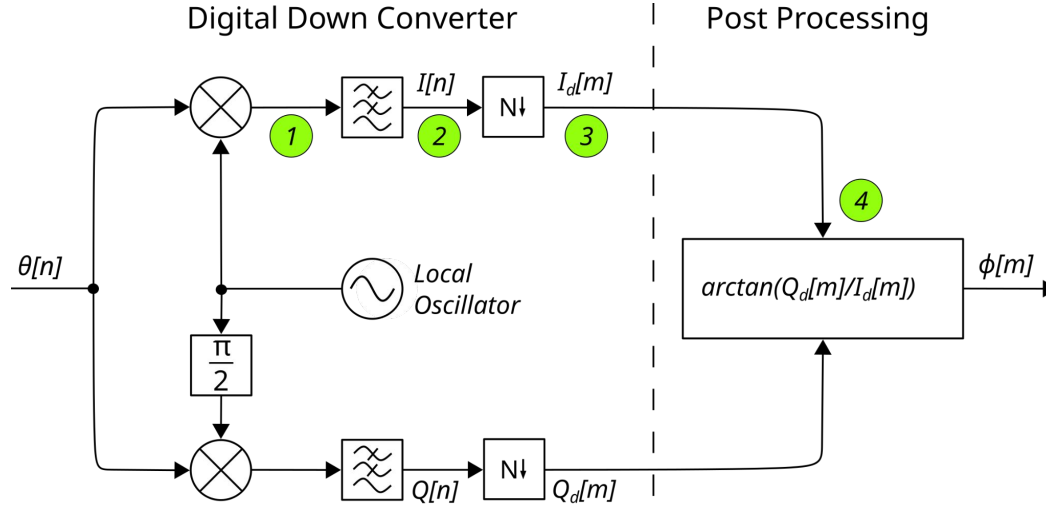 Digital Down Converter
Post Processing
I[n]
I_d[m]
N↓
1
2
3
4
θ[n]
Local
Oscillator
arctan(Q_d[m]/I_d[m])
ϕ[m]
π
2
N↓
Q[n]
Q_d[m]